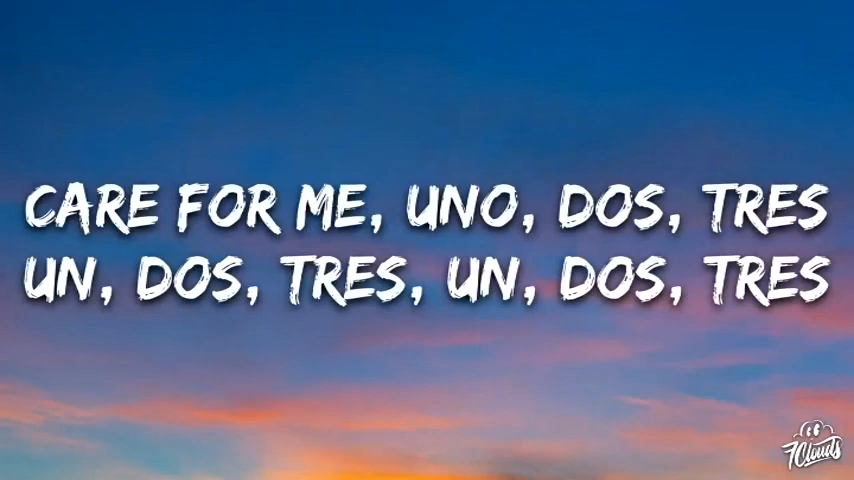 CARE FOR ME, UNO, DOS, TRES
UN, DOS, TRES, UN, DOS, TRES
7Clouds